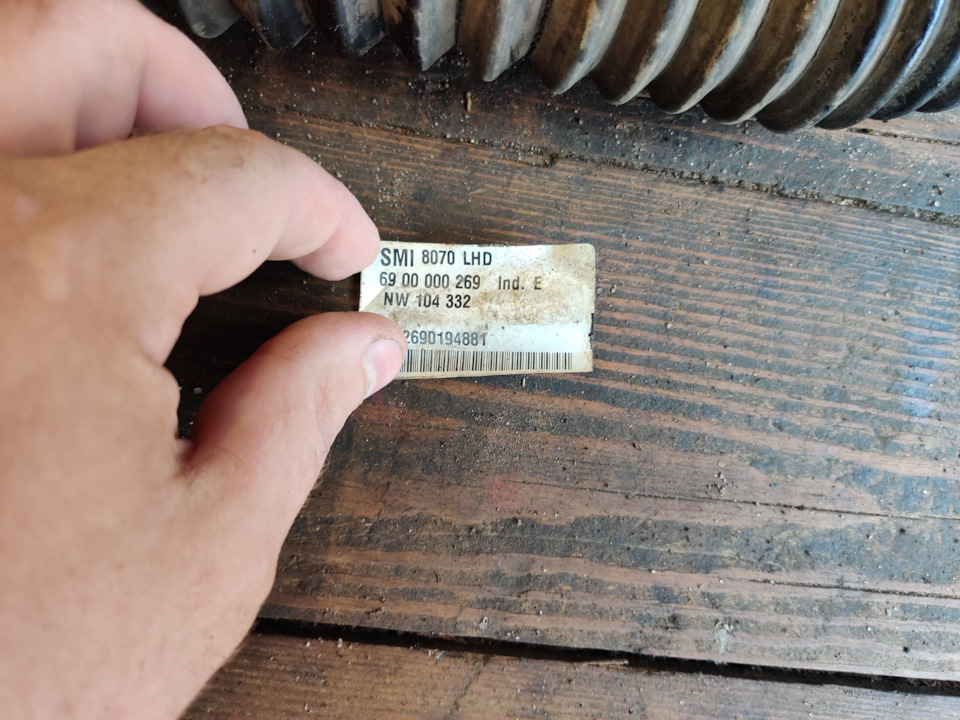 SMI 8070 LHD
69 00 000 269 Ind. E
NW 104 332
2690194881